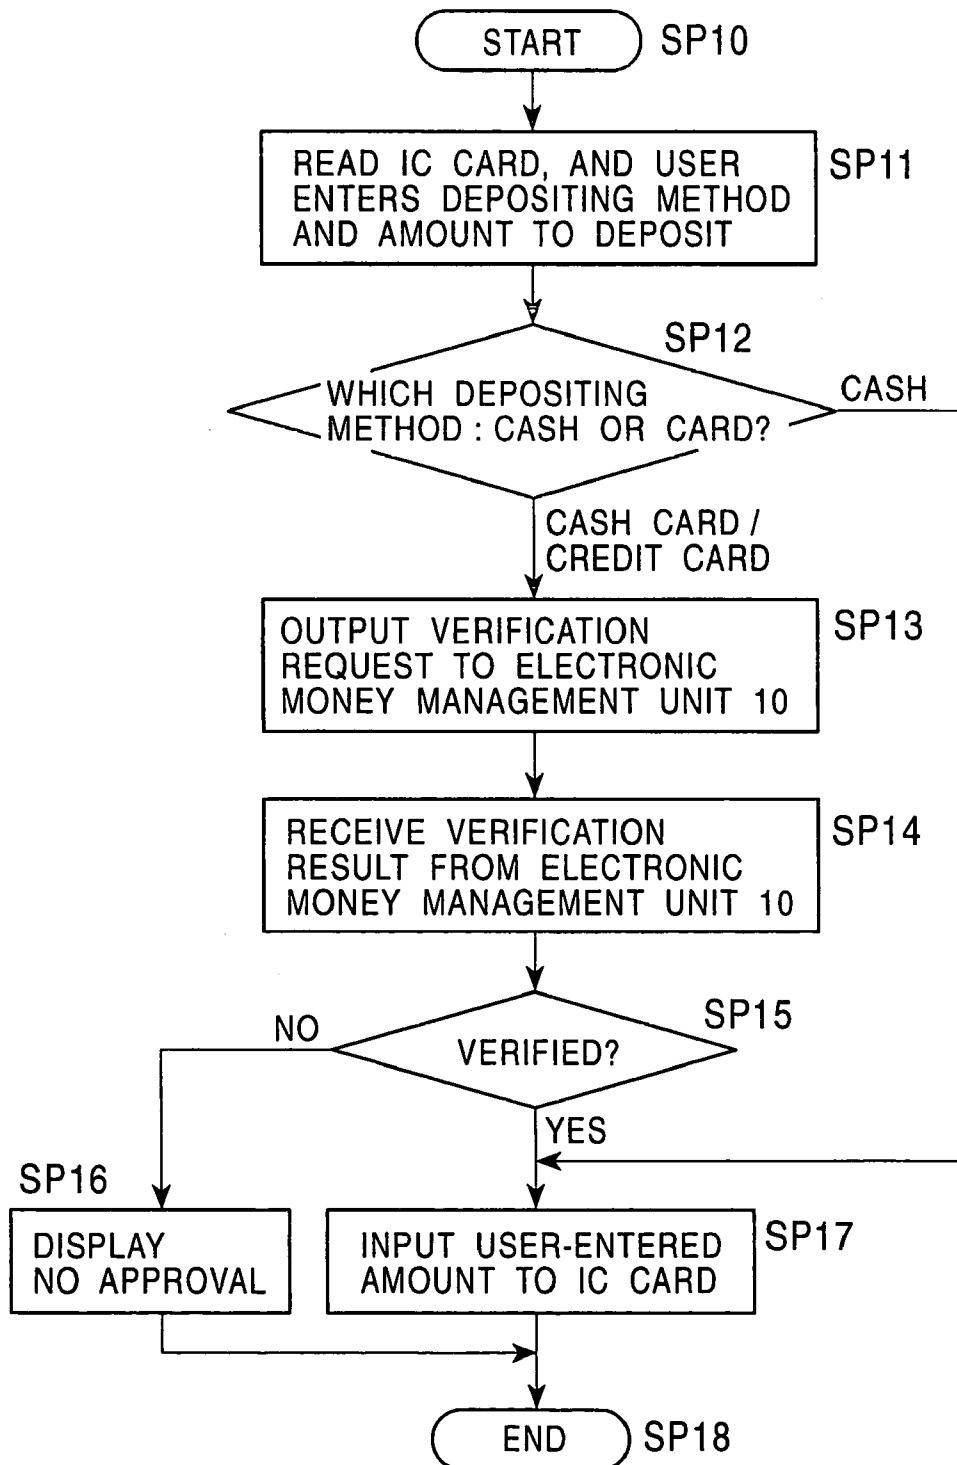 START
SP10
READ IC CARD, AND USER
ENTERS DEPOSITING METHOD
AND AMOUNT TO DEPOSIT
SP11
SP12
WHICH DEPOSITING
METHOD : CASH OR CARD?
CASH
CASH CARD /
CREDIT CARD
OUTPUT VERIFICATION
REQUEST TO ELECTRONIC
MONEY MANAGEMENT UNIT 10
SP13
RECEIVE VERIFICATION
RESULT FROM ELECTRONIC
MONEY MANAGEMENT UNIT 10
SP14
SP15
VERIFIED?
NO
YES
SP16
DISPLAY
NO APPROVAL
INPUT USER-ENTERED
AMOUNT TO IC CARD
SP17
END
SP18